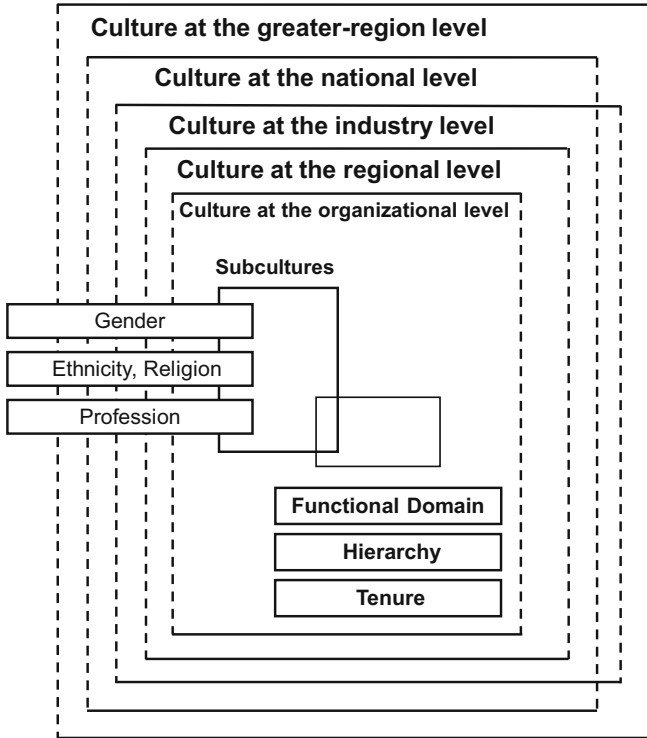 Culture at the greater-region level
Culture at the national level
Culture at the industry level
Culture at the regional level
Culture at the organizational level
Subcultures
Gender
Ethnicity, Religion
Profession
Functional Domain
Hierarchy
Tenure